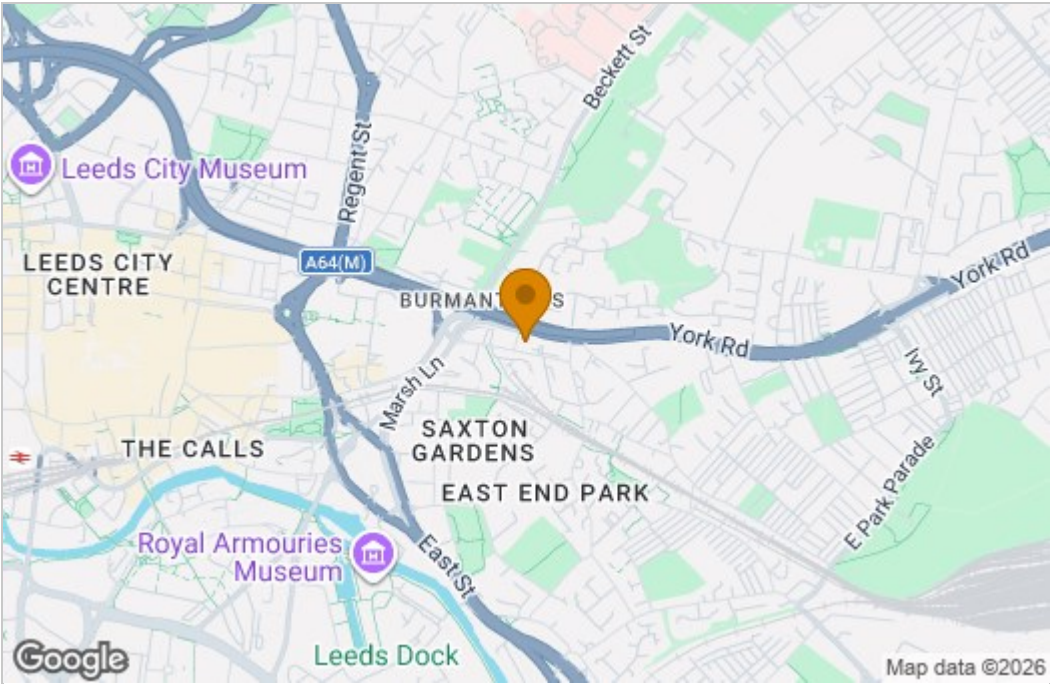 Beckett St
Regent St
Leeds City Museum
A64(M)
LEEDS CITY
CENTRE
York Rd
York Rd
Marsh Ln
Ivy St
SAXTON
GARDENS
THE CALLS
EAST END PARK
E Park Parade
Royal Armouries
Museum
East St
Leeds Dock
Google
Map data ©2026